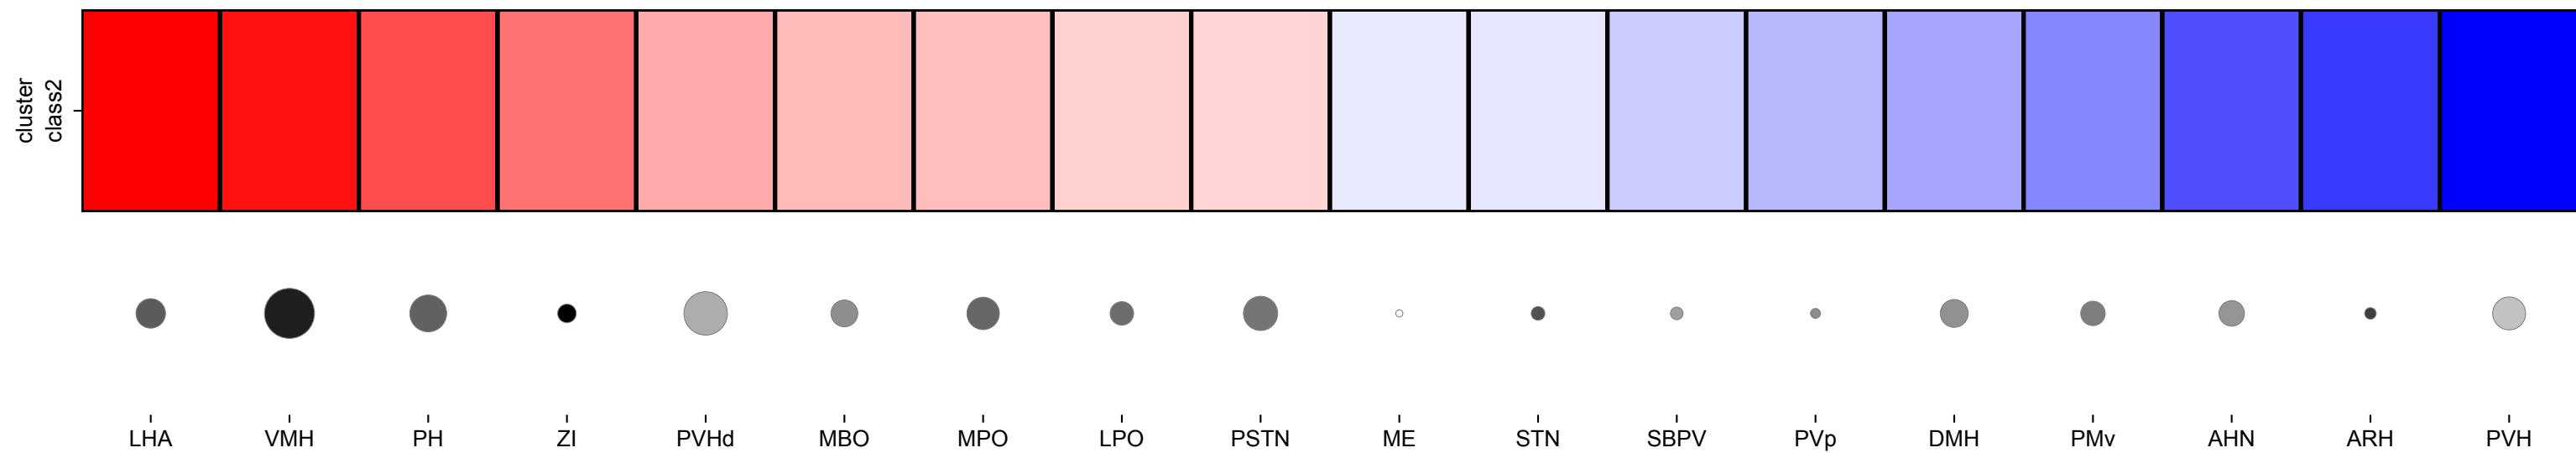 cluster
class2
LHA VMH PH ZI PVHd MBO MPO LPO PSTN ME STN SBPV PVp DMH PMv AHN ARH PVH